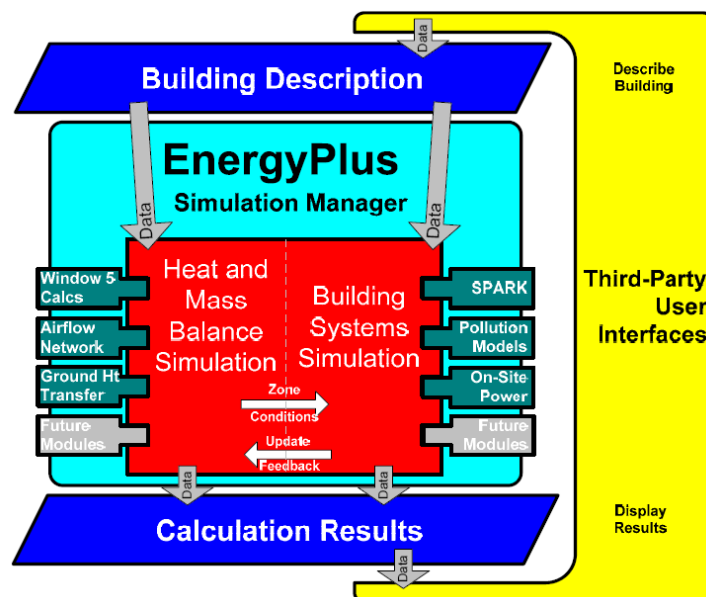 Data
Building Description
Describe
Building
EnergyPlus
Simulation Manager
Data
Data
Heat and
Mass
Balance
Simulation
Building
Systems
Simulation
Window 5
Calcs
Airflow
Network
Ground Ht
Transfer
Future
Modules
SPARK
Pollution
Models
On-Site
Power
Future
Modules
Zone
Conditions
Update
Feedback
Third-Party
User
Interfaces
Data
Data
Calculation Results
Display
Results
Data